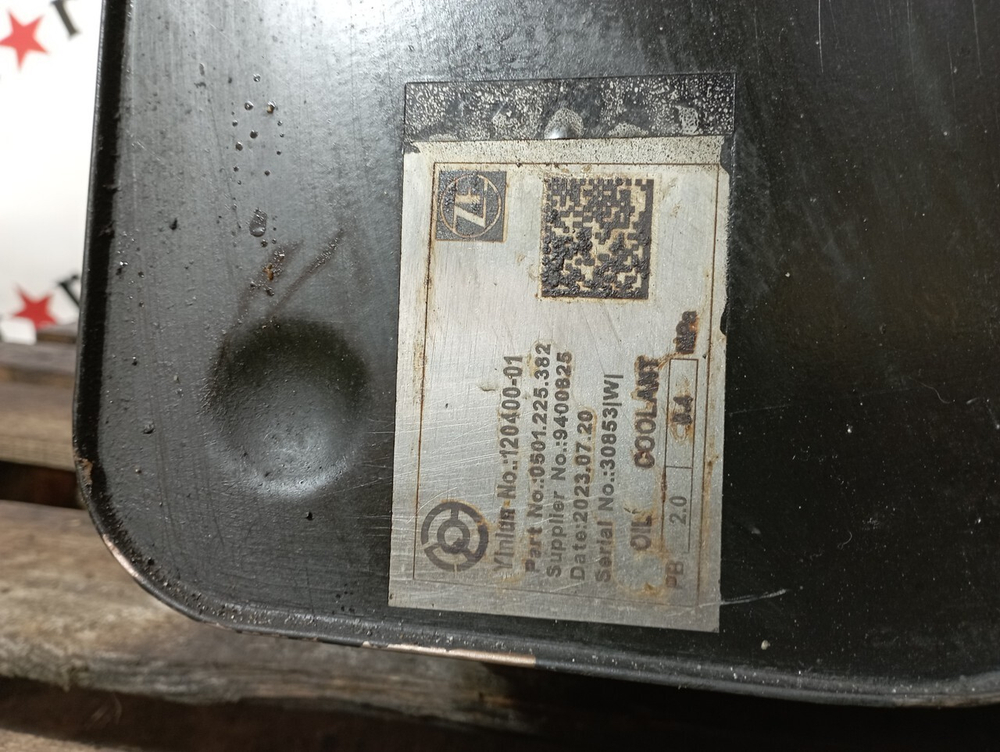 ZF
Yinlun No.:120400-01
Part No.:0501.225.382
Supplier No.:9400825
Date:2023.07.20
Serial No.:30853|W|
OIL COOLANT
PB 2.0 0.4 MPa